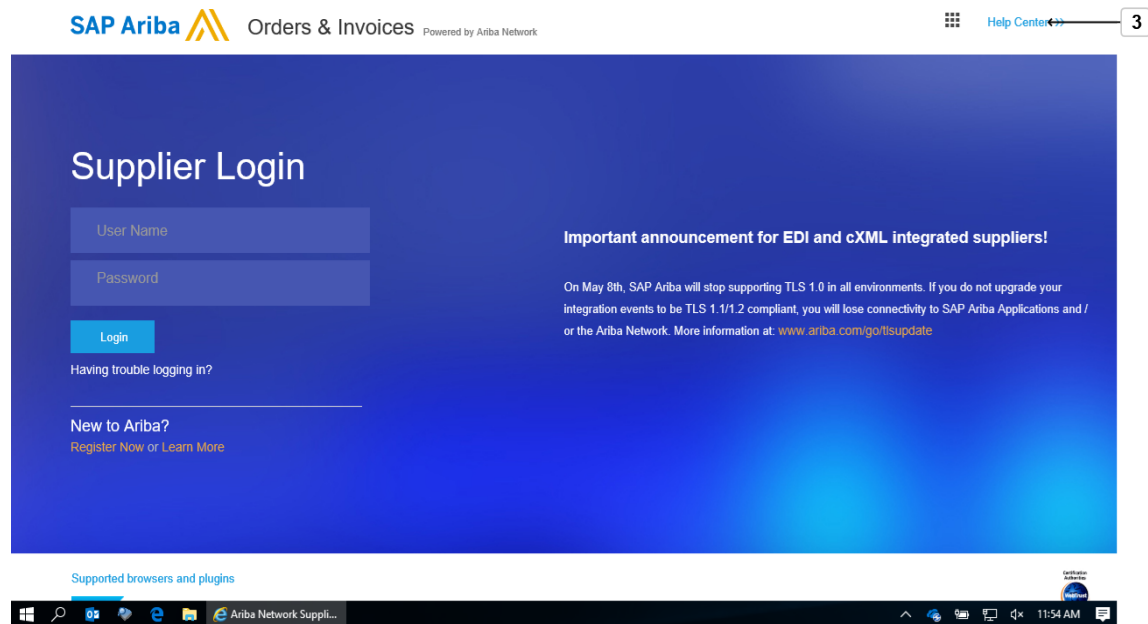 SAP Ariba Orders & Invoices Powered by Ariba Network
Help Center >>
3
Supplier Login
User Name
Password
Login
Having trouble logging in?
New to Ariba?
Register Now or Learn More
Important announcement for EDI and cXML integrated suppliers!
On May 8th, SAP Ariba will stop supporting TLS 1.0 in all environments. If you do not upgrade your
integration events to be TLS 1.1/1.2 compliant, you will lose connectivity to SAP Ariba Applications and /
or the Ariba Network. More information at: www.ariba.com/go/tlsupdate
Supported browsers and plugins
Certification
Authorities
WebTrust
Ariba Network Suppli...
11:54 AM